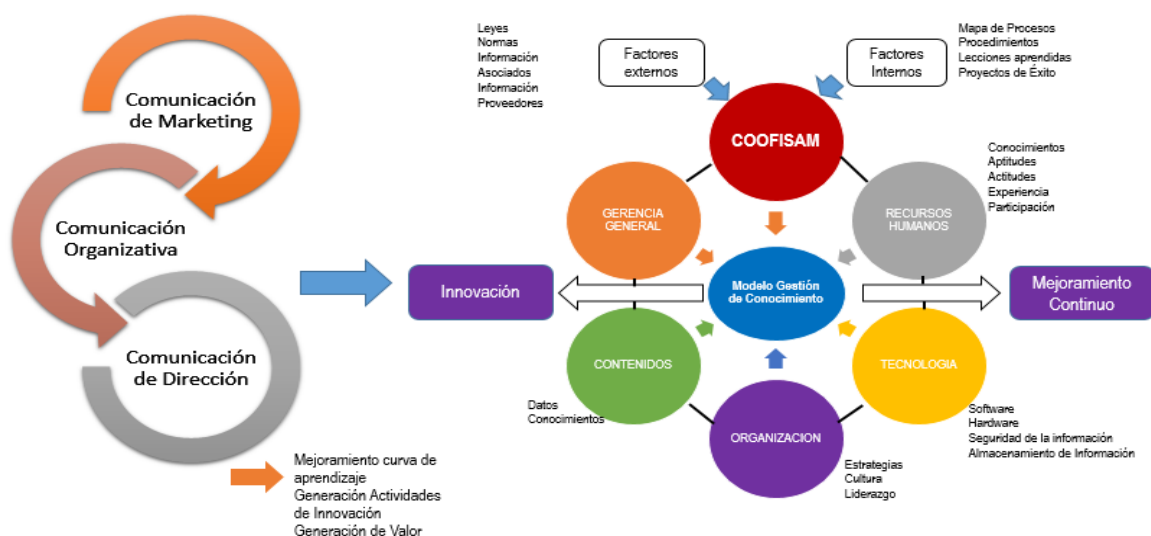 Comunicación
de Marketing
Comunicación
Organizativa
Comunicación
de Dirección
Mejoramiento curva de
aprendizaje
Generación Actividades
de Innovación
Generación de Valor
Leyes
Normas
Información
Asociados
Información
Proveedores
Factores
externos
Factores
Internos
Mapa de Procesos
Procedimientos
Lecciones aprendidas
Proyectos de Éxito
COOFISAM
GERENCIA
GENERAL
RECURSOS
HUMANOS
Conocimientos
Aptitudes
Actitudes
Experiencia
Participación
Innovación
Modelo Gestión
de Conocimiento
Mejoramiento
Continuo
CONTENIDOS
Datos
Conocimientos
TECNOLOGIA
Software
Hardware
Seguridad de la información
Almacenamiento de Información
ORGANIZACION
Estrategias
Cultura
Liderazgo